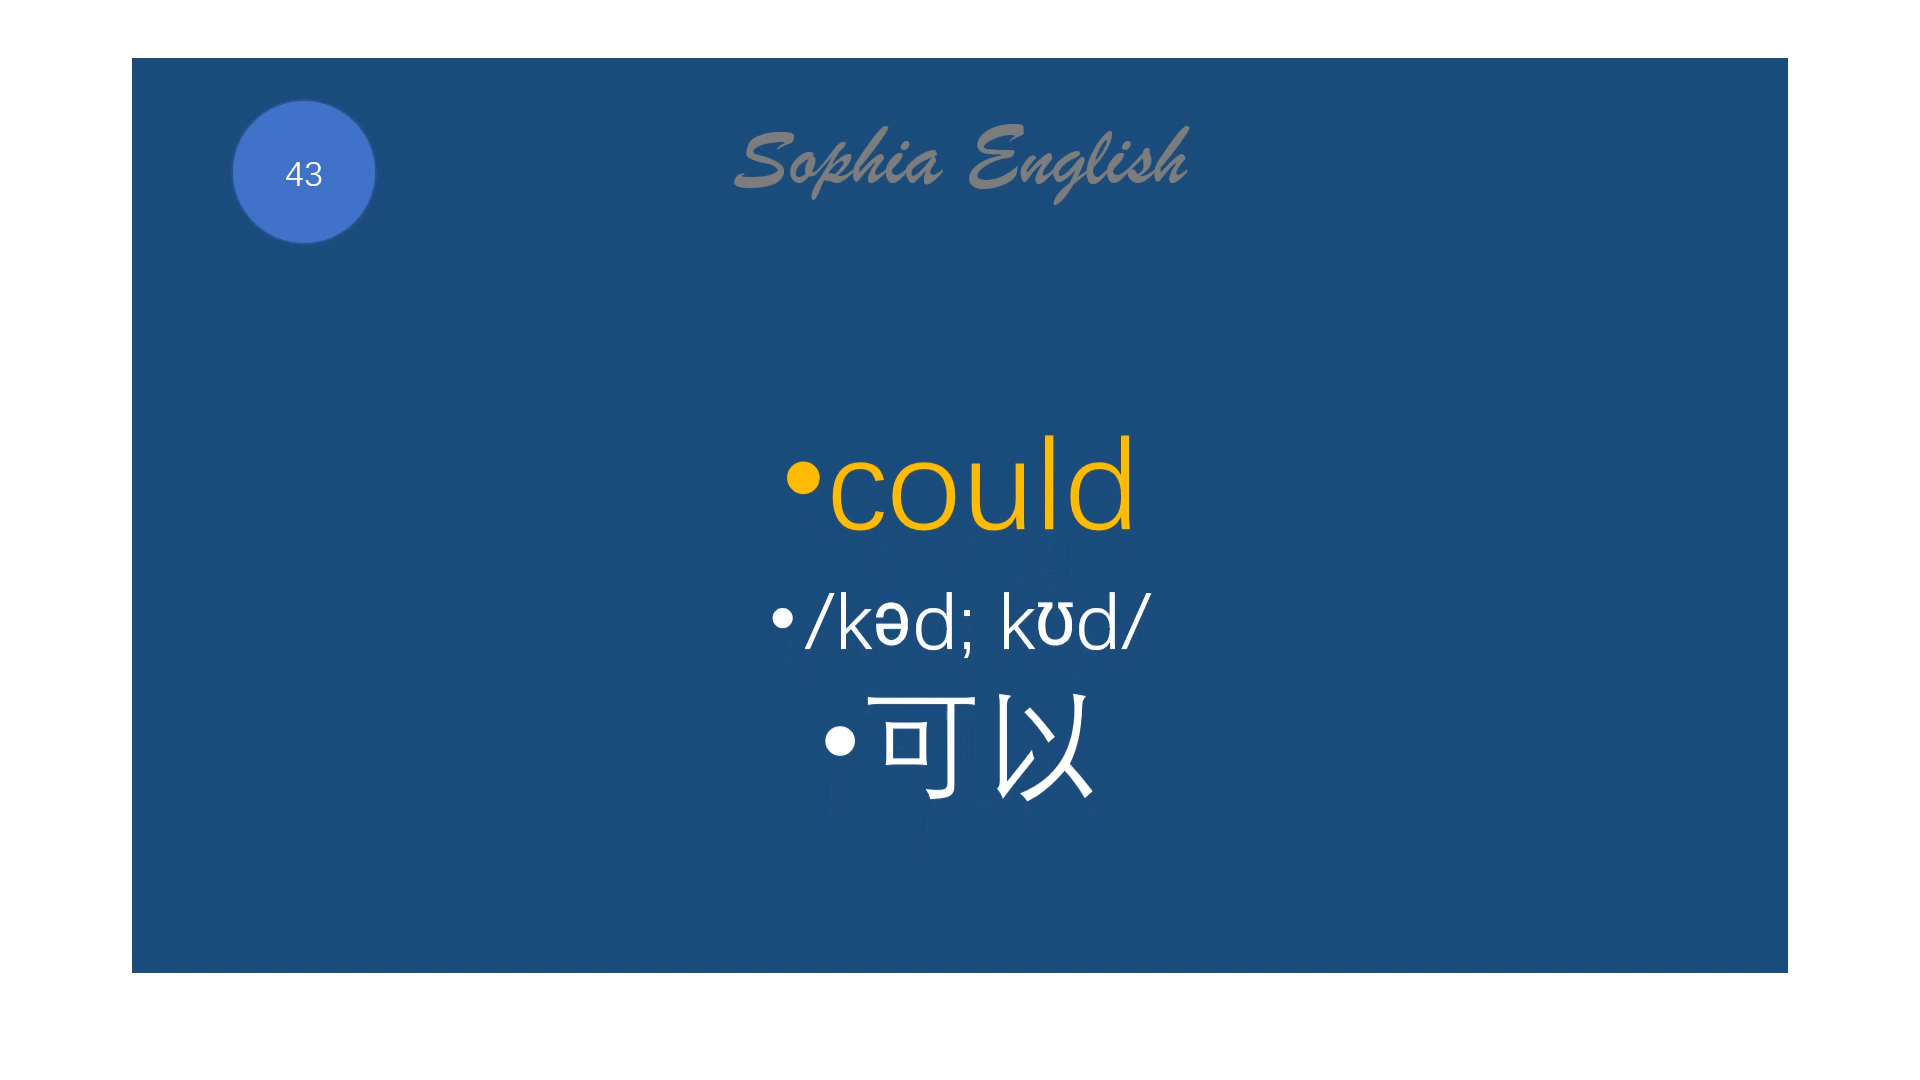 43
Sophia English
•could
•/kəd; kʊd/
•可以